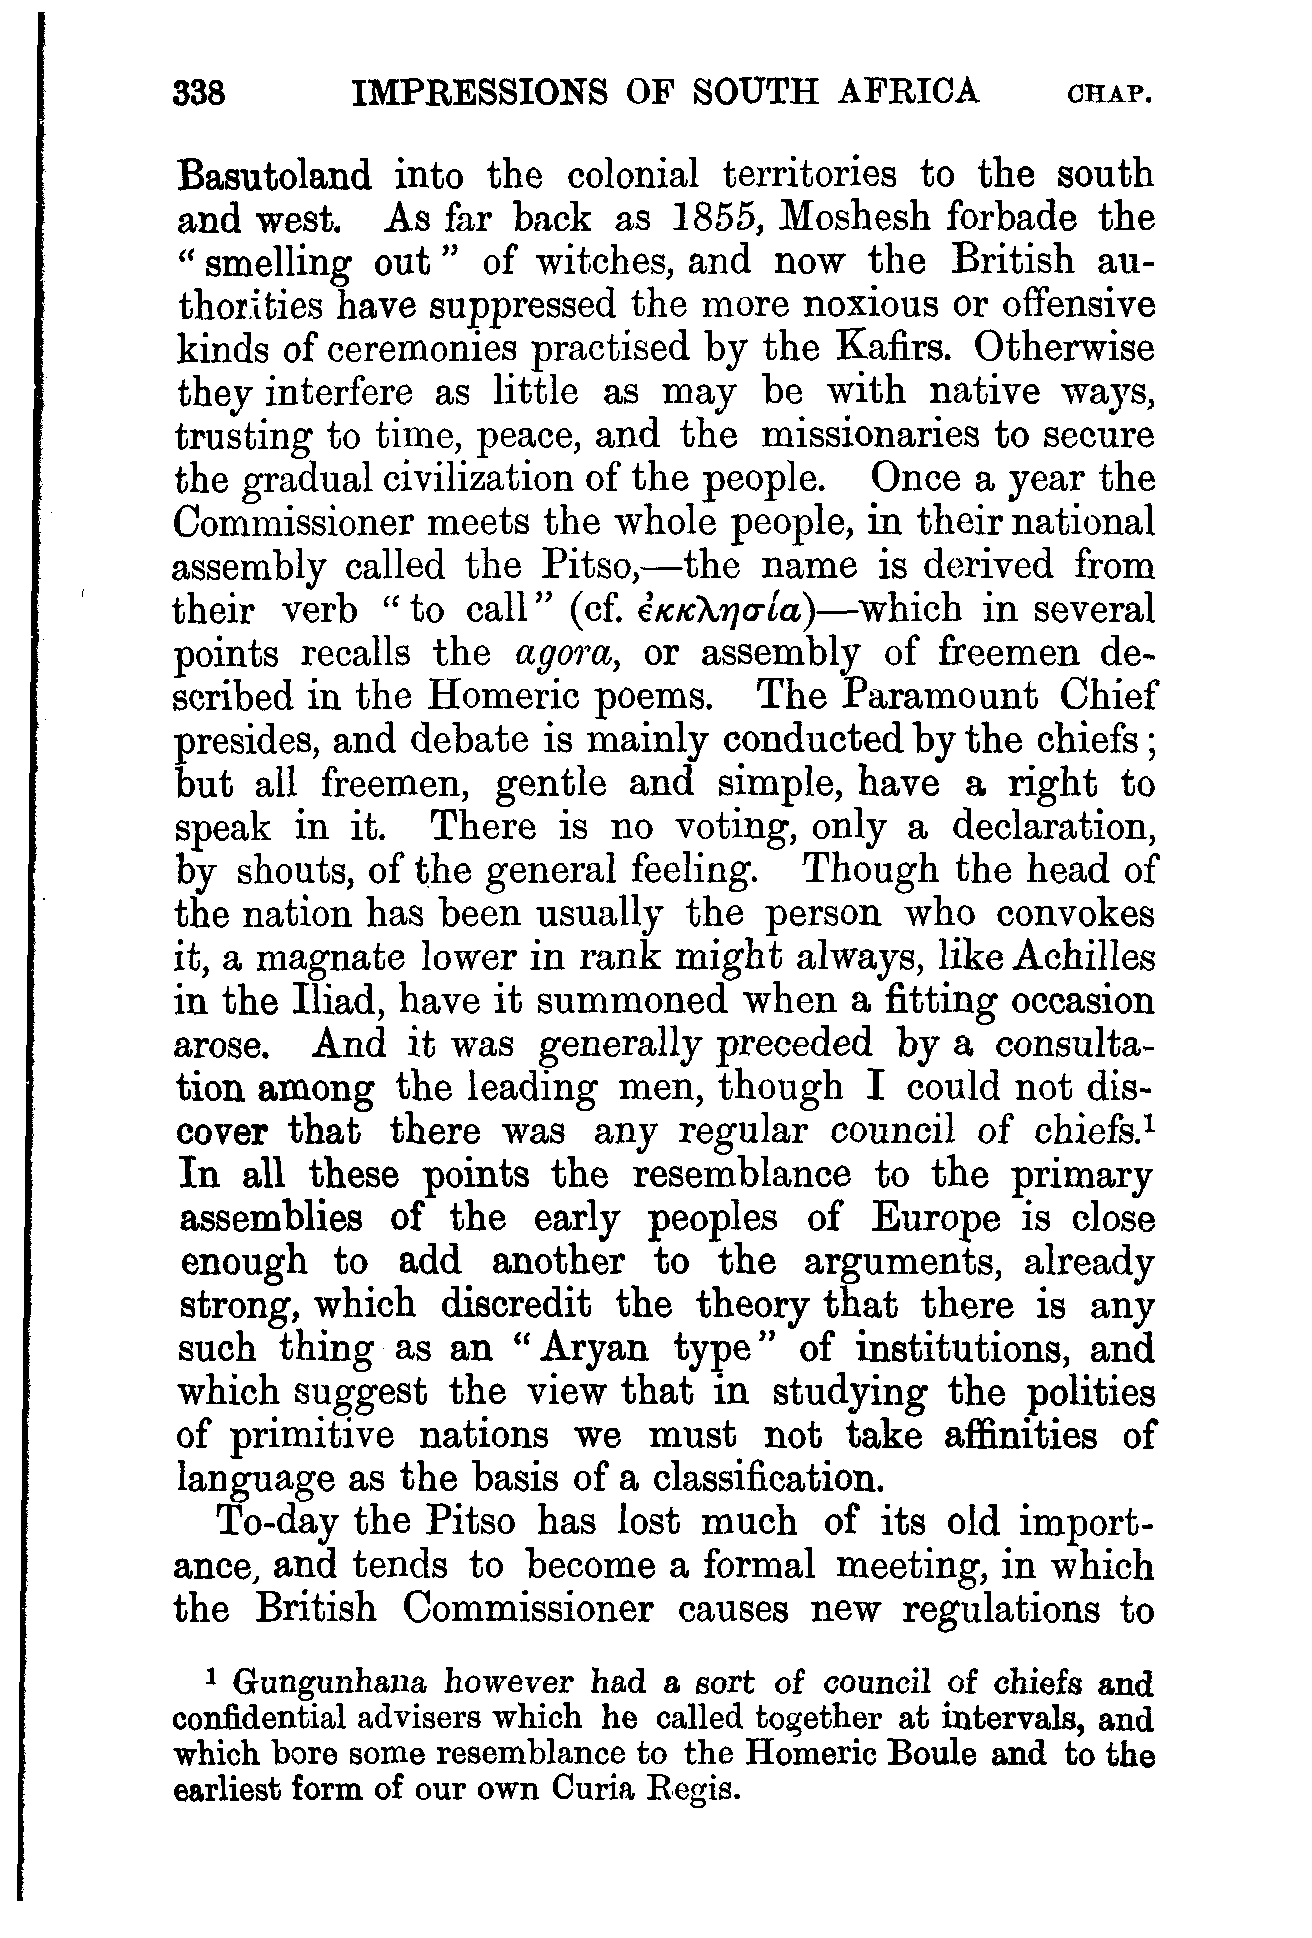 338 IMPRESSIONS OF SOUTH AFRICA CHAP.
Basutoland into the colonial territories to the south
and west. As far back as 1855, Moshesh forbade the
“ smelling out ” of witches, and now the British au-
thorities have suppressed the more noxious or offensive
kinds of ceremonies practised by the Kafirs. Otherwise
they interfere as little as may be with native ways,
trusting to time, peace, and the missionaries to secure
the gradual civilization of the people. Once a year the
Commissioner meets the whole people, in their national
assembly called the Pitso,—the name is derived from
their verb “ to call ” (cf. ἐκκλησία)—which in several
points recalls the agora, or assembly of freemen de-
scribed in the Homeric poems. The Paramount Chief
presides, and debate is mainly conducted by the chiefs ;
but all freemen, gentle and simple, have a right to
speak in it. There is no voting, only a declaration,
by shouts, of the general feeling. Though the head of
the nation has been usually the person who convokes
it, a magnate lower in rank might always, like Achilles
in the Iliad, have it summoned when a fitting occasion
arose. And it was generally preceded by a consulta-
tion among the leading men, though I could not dis-
cover that there was any regular council of chiefs.¹
In all these points the resemblance to the primary
assemblies of the early peoples of Europe is close
enough to add another to the arguments, already
strong, which discredit the theory that there is any
such thing as an “ Aryan type ” of institutions, and
which suggest the view that in studying the polities
of primitive nations we must not take affinities of
language as the basis of a classification.
To-day the Pitso has lost much of its old import-
ance, and tends to become a formal meeting, in which
the British Commissioner causes new regulations to
¹ Gungunhana however had a sort of council of chiefs and
confidential advisers which he called together at intervals, and
which bore some resemblance to the Homeric Boule and to the
earliest form of our own Curia Regis.